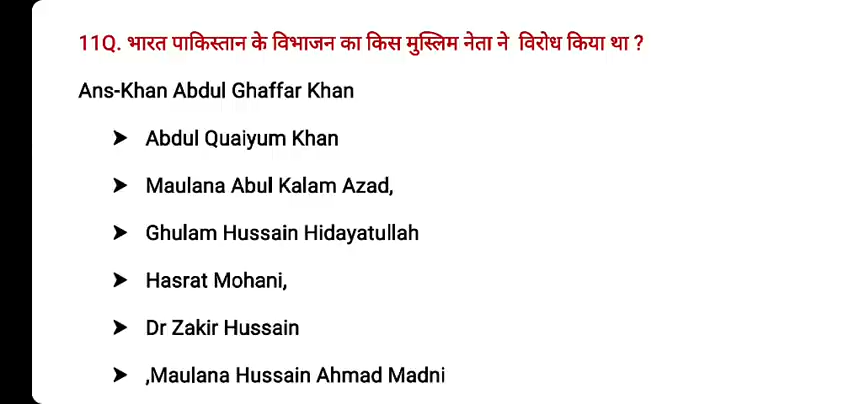 11Q. भारत पाकिस्तान के विभाजन का किस मुस्लिम नेता ने विरोध किया था ?
Ans-Khan Abdul Ghaffar Khan
➤ Abdul Quaiyum Khan
➤ Maulana Abul Kalam Azad,
➤ Ghulam Hussain Hidayatullah
➤ Hasrat Mohani,
➤ Dr Zakir Hussain
➤ ,Maulana Hussain Ahmad Madni